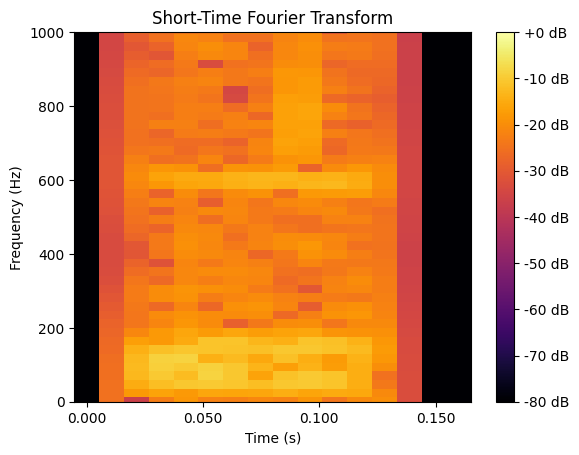 Short-Time Fourier Transform
1000
800
600
400
200
0
Frequency (Hz)
0.000
0.050
0.100
0.150
Time (s)
+0 dB
-10 dB
-20 dB
-30 dB
-40 dB
-50 dB
-60 dB
-70 dB
-80 dB